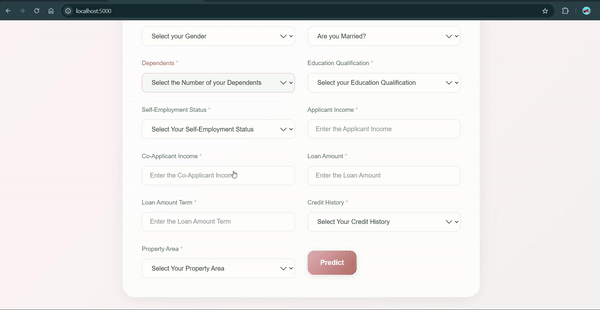 localhost:5000
Select your Gender
Are you Married?
Dependents *
Education Qualification *
Select the Number of your Dependents
Select your Education Qualification
Self-Employment Status *
Applicant Income *
Select Your Self-Employment Status
Enter the Applicant Income
Co-Applicant Income *
Loan Amount *
Enter the Co-Applicant Income
Enter the Loan Amount
Loan Amount Term *
Credit History *
Enter the Loan Amount Term
Select Your Credit History
Property Area *
Select Your Property Area
Predict